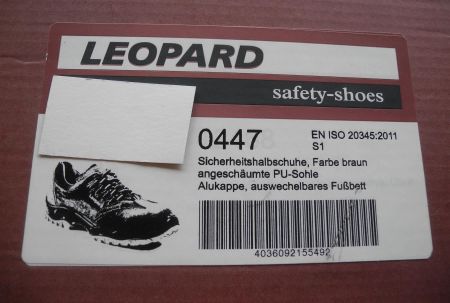 LEOPARD
safety-shoes
0447
EN ISO 20345:2011
S1
Sicherheitshalbschuhe, Farbe braun
angeschäumte PU-Sohle
Alukappe, auswechelbares Fußbett
4036092155492